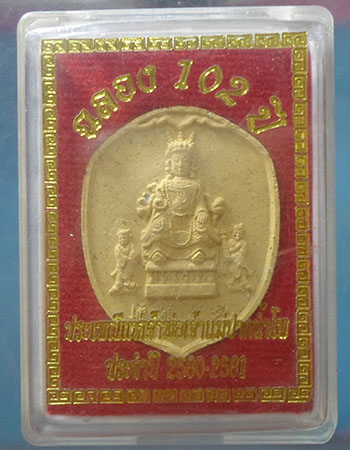 ฉลอง 102 ปี
ประเพณีแห่เจ้าพ่อเจ้าแม่ปากน้ำโพ
ประจำปี 2560-2561